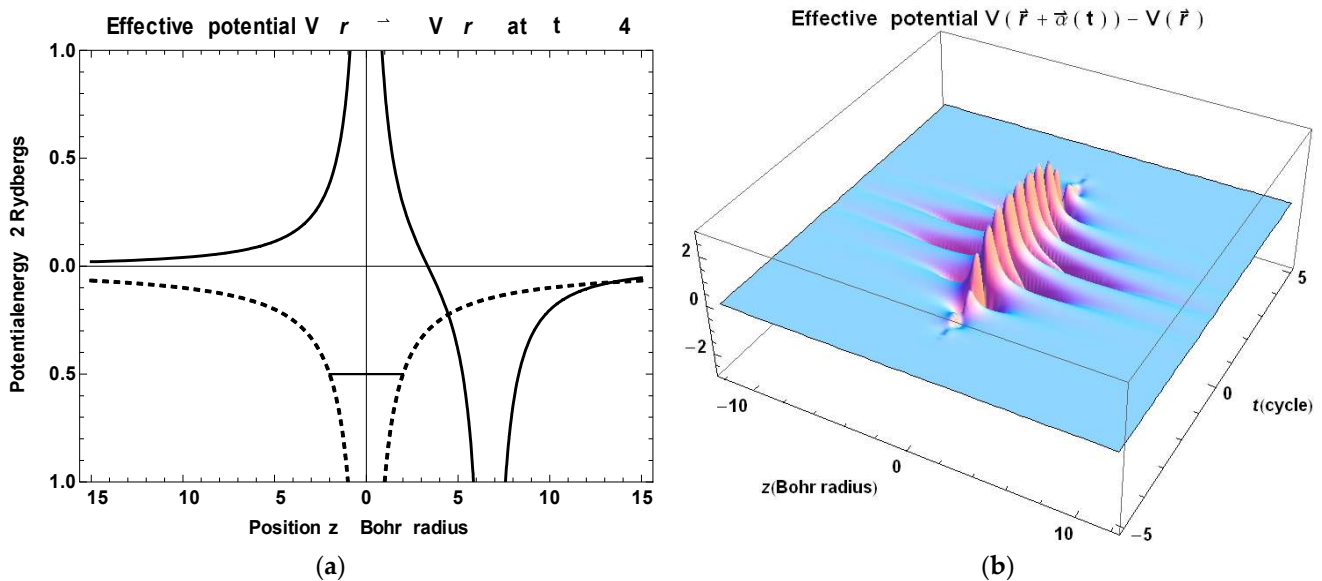 Effective potential V r ⇀ V r at t 4
1.0
0.5
0.0
0.5
1.0
Potentialenergy 2 Rydbergs
15 10 5 0 5 10 15
Position z Bohr radius
(a)
Effective potential V( r⃗ + α⃗ ( t ) ) − V( r⃗ )
2
0
−2
−10
0
10
z(Bohr radius)
5
0
−5
t(cycle)
(b)